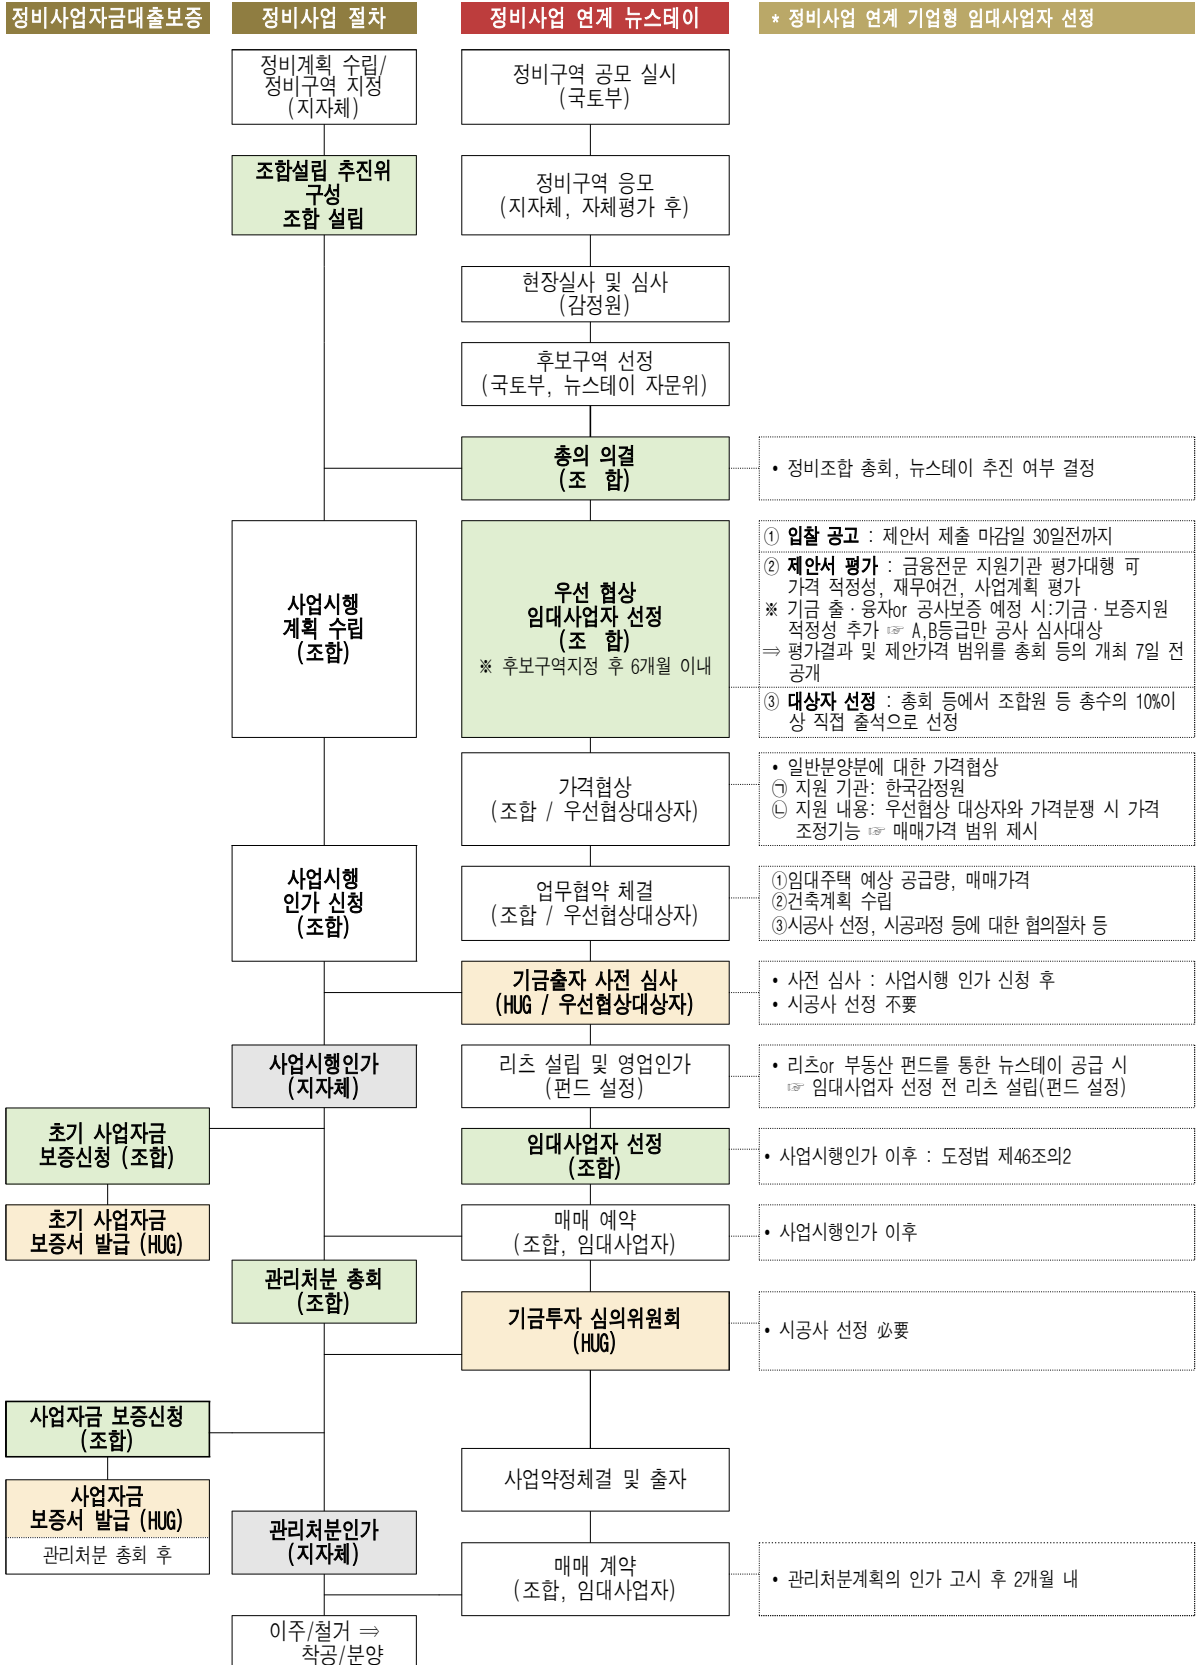 정비사업자금대출보증
정비사업 절차
정비사업 연계 뉴스테이
* 정비사업 연계 기업형 임대사업자 선정
정비계획 수립/
정비구역 지정
(지자체)
정비구역 공모 실시
(국토부)
조합설립 추진위
구성
조합 설립
정비구역 응모
(지자체, 자체평가 후)
현장실사 및 심사
(감정원)
후보구역 선정
(국토부, 뉴스테이 자문위)
총의 의결
(조 합)
• 정비조합 총회, 뉴스테이 추진 여부 결정
사업시행
계획 수립
(조합)
우선 협상
임대사업자 선정
(조 합)
※ 후보구역지정 후 6개월 이내
① 입찰 공고 : 제안서 제출 마감일 30일전까지
② 제안서 평가 : 금융전문 지원기관 평가대행 可
가격 적정성, 재무여건, 사업계획 평가
※ 기금 출·융자or 공사보증 예정 시:기금·보증지원
적정성 추가 ☞ A,B등급만 공사 심사대상
⇒ 평가결과 및 제안가격 범위를 총회 등의 개최 7일 전
공개
③ 대상자 선정 : 총회 등에서 조합원 등 총수의 10%이
상 직접 출석으로 선정
가격협상
(조합 / 우선협상대상자)
• 일반분양분에 대한 가격협상
㉠ 지원 기관: 한국감정원
㉡ 지원 내용: 우선협상 대상자와 가격분쟁 시 가격
조정기능 ☞ 매매가격 범위 제시
사업시행
인가 신청
(조합)
업무협약 체결
(조합 / 우선협상대상자)
①임대주택 예상 공급량, 매매가격
②건축계획 수립
③시공사 선정, 시공과정 등에 대한 협의절차 등
기금출자 사전 심사
(HUG / 우선협상대상자)
• 사전 심사 : 사업시행 인가 신청 후
• 시공사 선정 不要
사업시행인가
(지자체)
리츠 설립 및 영업인가
(펀드 설정)
• 리츠or 부동산 펀드를 통한 뉴스테이 공급 시
☞ 임대사업자 선정 전 리츠 설립(펀드 설정)
초기 사업자금
보증신청 (조합)
임대사업자 선정
(조합)
• 사업시행인가 이후 : 도정법 제46조의2
초기 사업자금
보증서 발급 (HUG)
매매 예약
(조합, 임대사업자)
• 사업시행인가 이후
관리처분 총회
(조합)
기금투자 심의위원회
(HUG)
• 시공사 선정 必要
사업자금 보증신청
(조합)
사업약정체결 및 출자
사업자금
보증서 발급 (HUG)
관리처분 총회 후
관리처분인가
(지자체)
매매 계약
(조합, 임대사업자)
• 관리처분계획의 인가 고시 후 2개월 내
이주/철거 ⇒
착공/분양